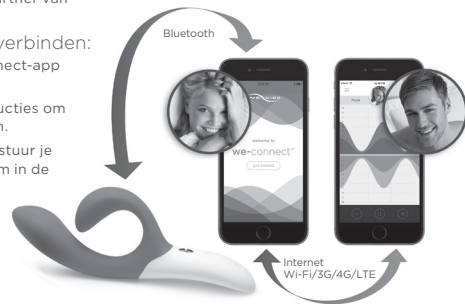 rtner van
verbinden:
nect-app
ucties om
n.
stuur je
m in de
Bluetooth
welcome to
we-connect™
get started
Internet
Wi-Fi/3G/4G/LTE